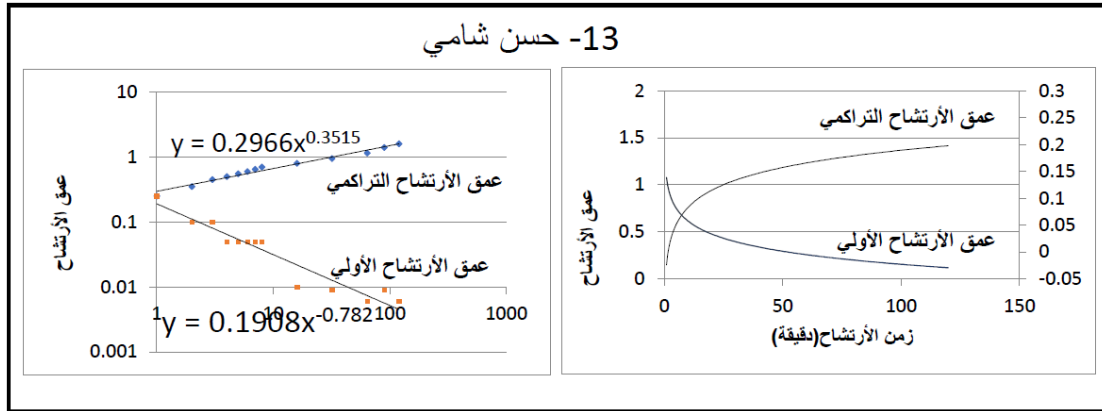 13- حسن شامي
10
1
0.1
0.01
0.001
1
10
100
1000
عمق الأرتشاح
y = 0.2966x^0.3515
عمق الأرتشاح التراكمي
عمق الأرتشاح الأولي
y = 0.1908x^-0.782
2
1.5
1
0.5
0
0.3
0.25
0.2
0.15
0.1
0.05
0
-0.05
0
50
100
150
عمق الأرتشاح
عمق الأرتشاح التراكمي
عمق الأرتشاح الأولي
زمن الأرتشاح(دقيقة)